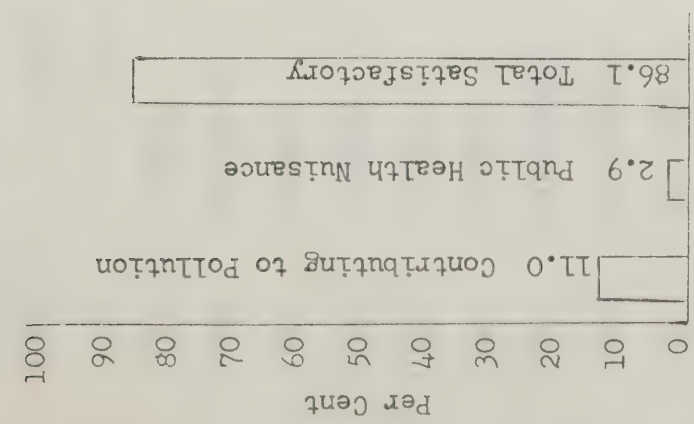 Per Cent
0 10 20 30 40 50 60 70 80 90 100
11.0 Contributing to Pollution
2.9 Public Health Nuisance
86.1 Total Satisfactory